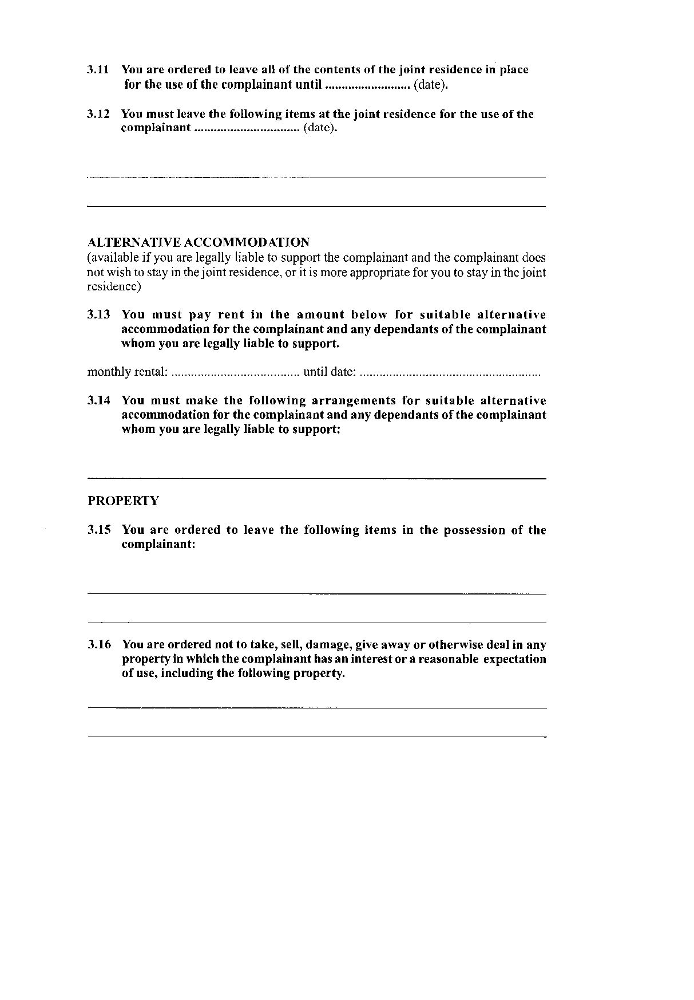 3.11 You are ordered to leave all of the contents of the joint residence in place
for the use of the complainant until .......................... (date).
3.12 You must leave the following items at the joint residence for the use of the
complainant ................................ (date).
ALTERNATIVE ACCOMMODATION
(available if you are legally liable to support the complainant and the complainant does
not wish to stay in the joint residence, or it is more appropriate for you to stay in the joint
residence)
3.13 You must pay rent in the amount below for suitable alternative
accommodation for the complainant and any dependants of the complainant
whom you are legally liable to support.
monthly rental: ....................................... until date: .......................................................
3.14 You must make the following arrangements for suitable alternative
accommodation for the complainant and any dependants of the complainant
whom you are legally liable to support:
PROPERTY
3.15 You are ordered to leave the following items in the possession of the
complainant:
3.16 You are ordered not to take, sell, damage, give away or otherwise deal in any
property in which the complainant has an interest or a reasonable expectation
of use, including the following property.